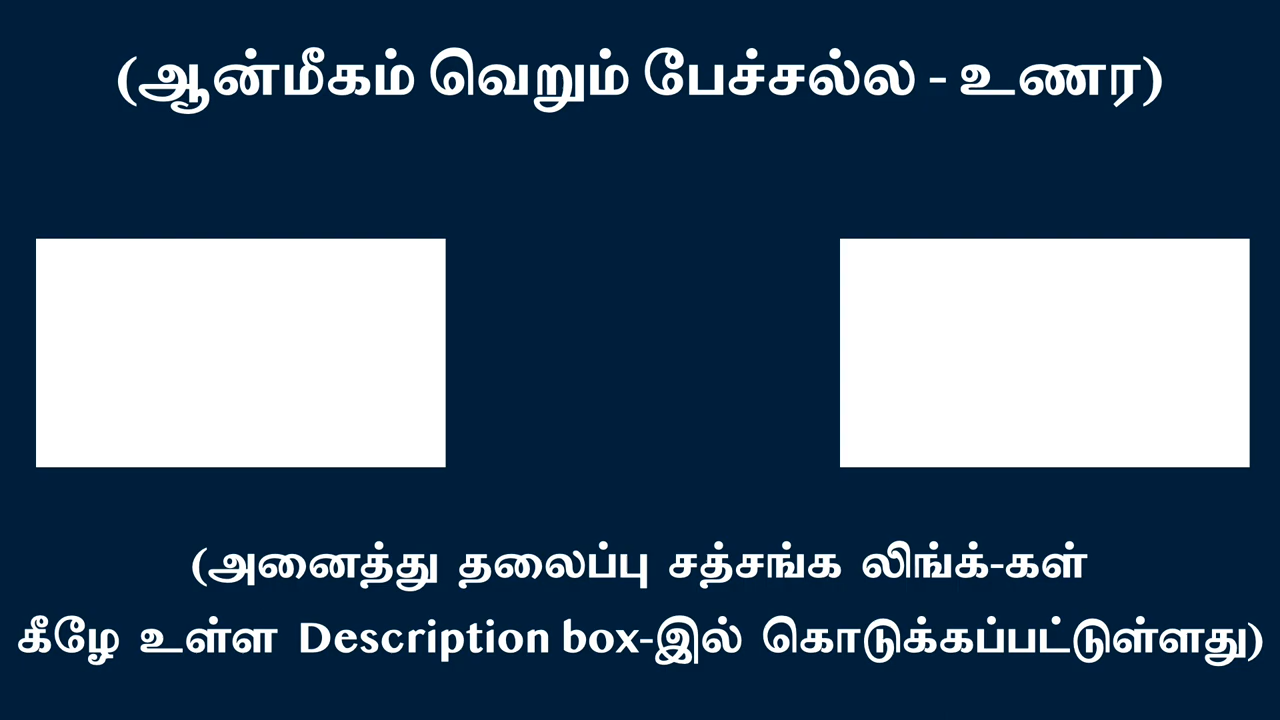 (ஆன்மீகம் வெறும் பேச்சல்ல - உணர)
(அனைத்து தலைப்பு சத்சங்க லிங்க்-கள்
கீழே உள்ள Description box-இல் கொடுக்கப்பட்டுள்ளது)